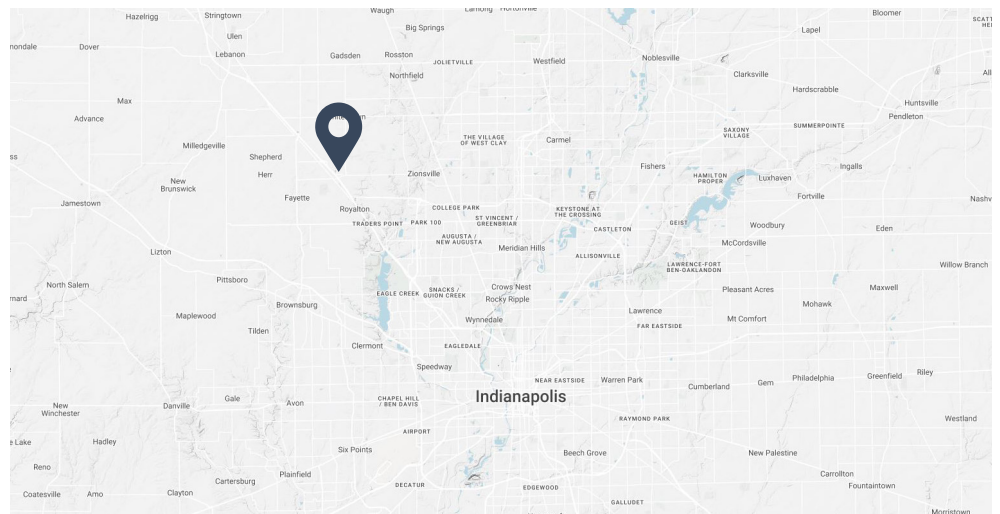 Waugh
Bloomer
Hazelrigg
Stringtown
Big Springs
Lapel
Ulen
nondale
Dover
Lebanon
Gadsden
Rosston
JOLIETVILLE
Westfield
Noblesville
Northfield
Clarksville
All
Hardscrabble
Max
Huntsville
Advance
Pendleton
SUMMERPOINTE
SAXONY
VILLAGE
THE VILLAGE
OF WEST CLAY
Carmel
Milledgeville
Shepherd
ss
Herr
Zionsville
Fishers
Ingalls
HAMILTON
PROPER
Luxhaven
New
Brunswick
Fayette
Fortville
Nashv
Jamestown
Royalton
COLLEGE PARK
KEYSTONE AT
THE CROSSING
TRADERS POINT
PARK 100
ST VINCENT /
GREENBRIAR
GEIST
Woodbury
Eden
CASTLETON
AUGUSTA /
NEW AUGUSTA
Meridian Hills
McCordsville
Lizton
ALLISONVILLE
LAWRENCE-FORT
BEN-OAKLANDON
Willow Branch
Pittsboro
North Salem
Crows Nest
Pleasant Acres
Maxwell
EAGLE CREEK
SNACKS /
GUION CREEK
Rocky Ripple
mard
Brownsburg
Mohawk
Maplewood
Lawrence
Wynnedale
Mt Comfort
Tilden
FAR EASTSIDE
Clermont
EAGLEDALE
Speedway
NEAR EASTSIDE
Warren Park
Cumberland
Gem
Philadelphia
Greenfield
Riley
Indianapolis
Gale
Avon
CHAPEL HILL
/ BEN DAVIS
New
Winchester
Danville
RAYMOND PARK
Westland
AIRPORT
e Lake
Hadley
Six Points
Beech Grove
New Palestine
Reno
Plainfield
Carrollton
Cartersburg
DECATUR
EDGEWOOD
Fountaintown
Coatesville
Amo
Clayton
GALLUDET
Morristown